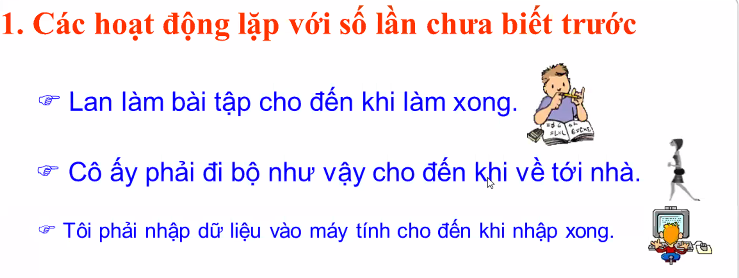 1. Các hoạt động lặp với số lần chưa biết trước
☞ Lan làm bài tập cho đến khi làm xong.
☞ Cô ấy phải đi bộ như vậy cho đến khi về tới nhà.
☞ Tôi phải nhập dữ liệu vào máy tính cho đến khi nhập xong.